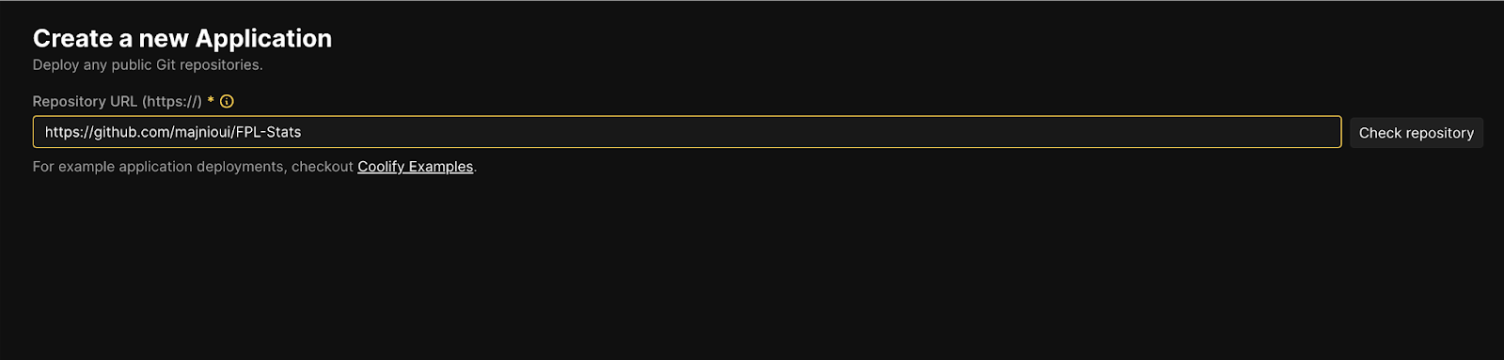 Create a new Application
Deploy any public Git repositories.
Repository URL (https://) *
https://github.com/majnioui/FPL-Stats
Check repository
For example application deployments, checkout Coolify Examples.